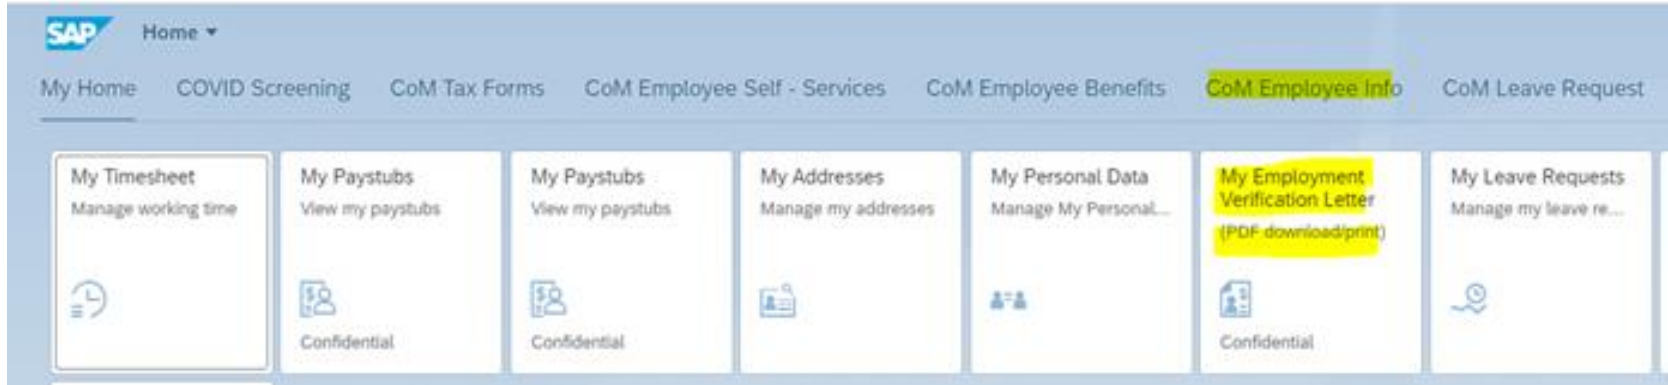 SAP Home
My Home COVID Screening CoM Tax Forms CoM Employee Self - Services CoM Employee Benefits CoM Employee Info CoM Leave Request
My Timesheet
Manage working time
My Paystubs
View my paystubs
Confidential
My Paystubs
View my paystubs
Confidential
My Addresses
Manage my addresses
My Personal Data
Manage My Personal...
My Employment
Verification Letter
(PDF download/print)
Confidential
My Leave Requests
Manage my leave re...